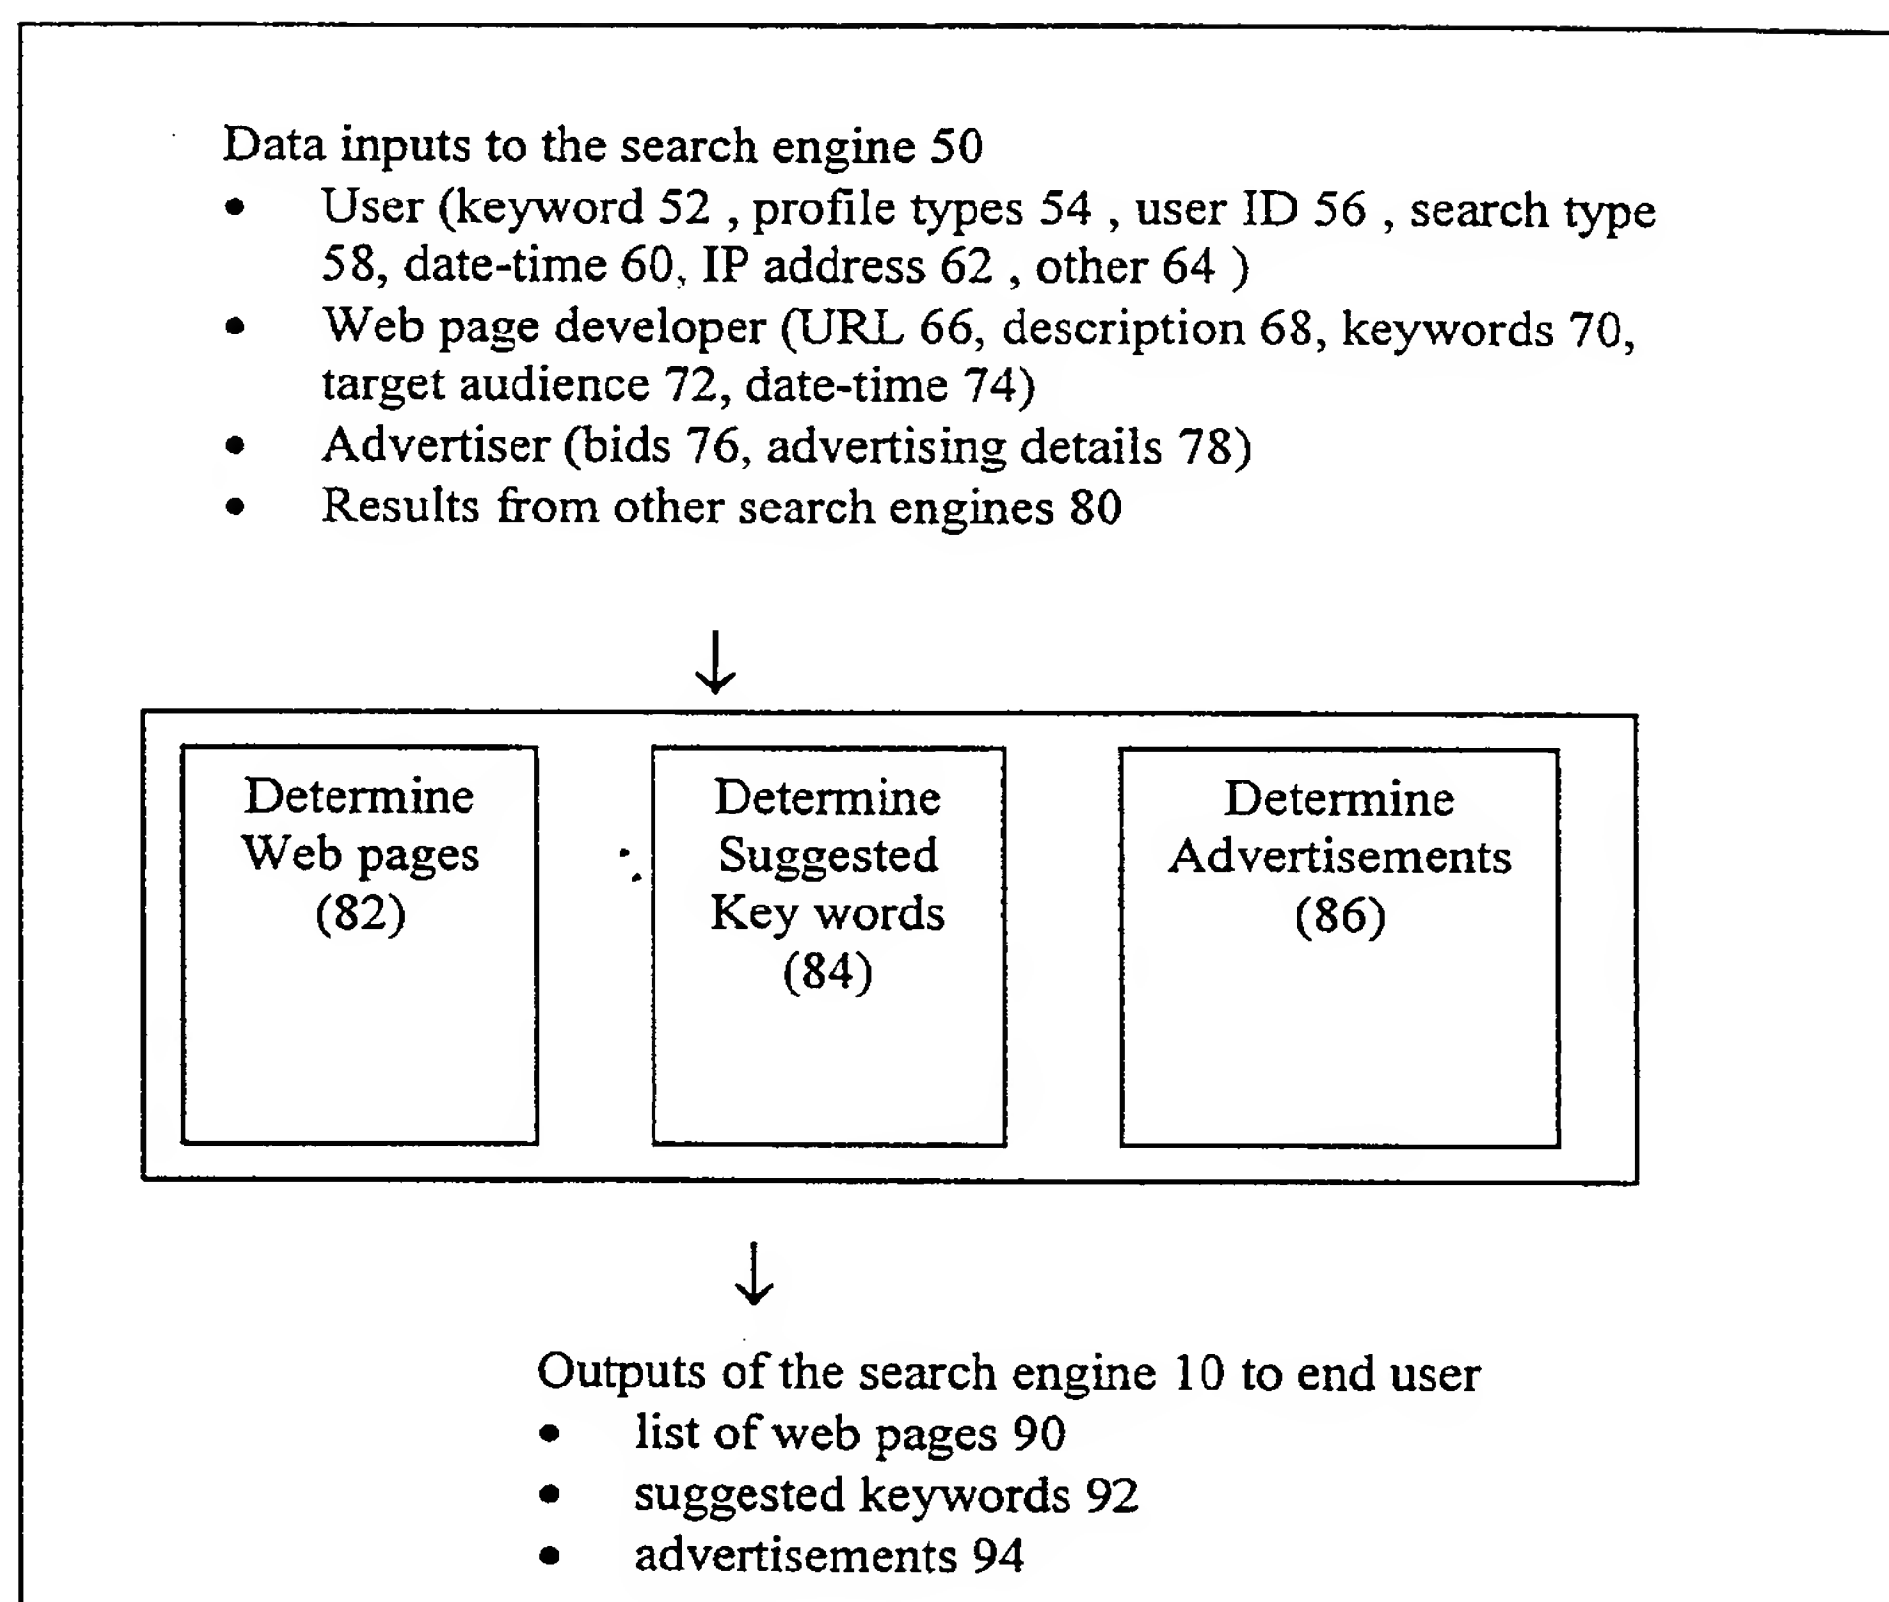 Data inputs to the search engine 50
• User (keyword 52 , profile types 54 , user ID 56 , search type
58, date-time 60, IP address 62 , other 64 )
• Web page developer (URL 66, description 68, keywords 70,
target audience 72, date-time 74)
• Advertiser (bids 76, advertising details 78)
• Results from other search engines 80
Determine
Web pages
(82)
Determine
Suggested
Key words
(84)
Determine
Advertisements
(86)
Outputs of the search engine 10 to end user
• list of web pages 90
• suggested keywords 92
• advertisements 94